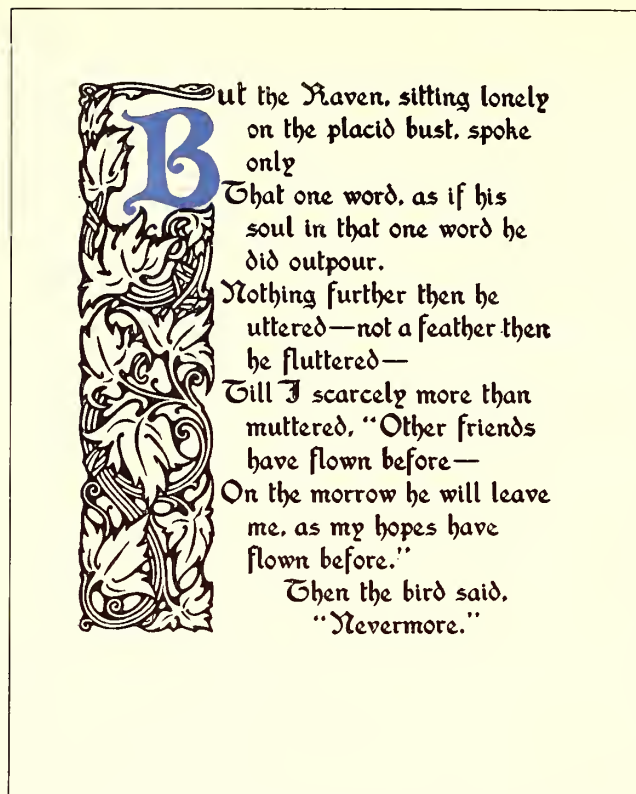 But the Raven, sitting lonely
on the placid bust, spoke
only
That one word, as if his
soul in that one word he
did outpour.
Nothing further then he
uttered—not a feather then
he fluttered—
Till I scarcely more than
muttered, “Other friends
have flown before—
On the morrow he will leave
me, as my hopes have
flown before.”
Then the bird said,
“Nevermore.”